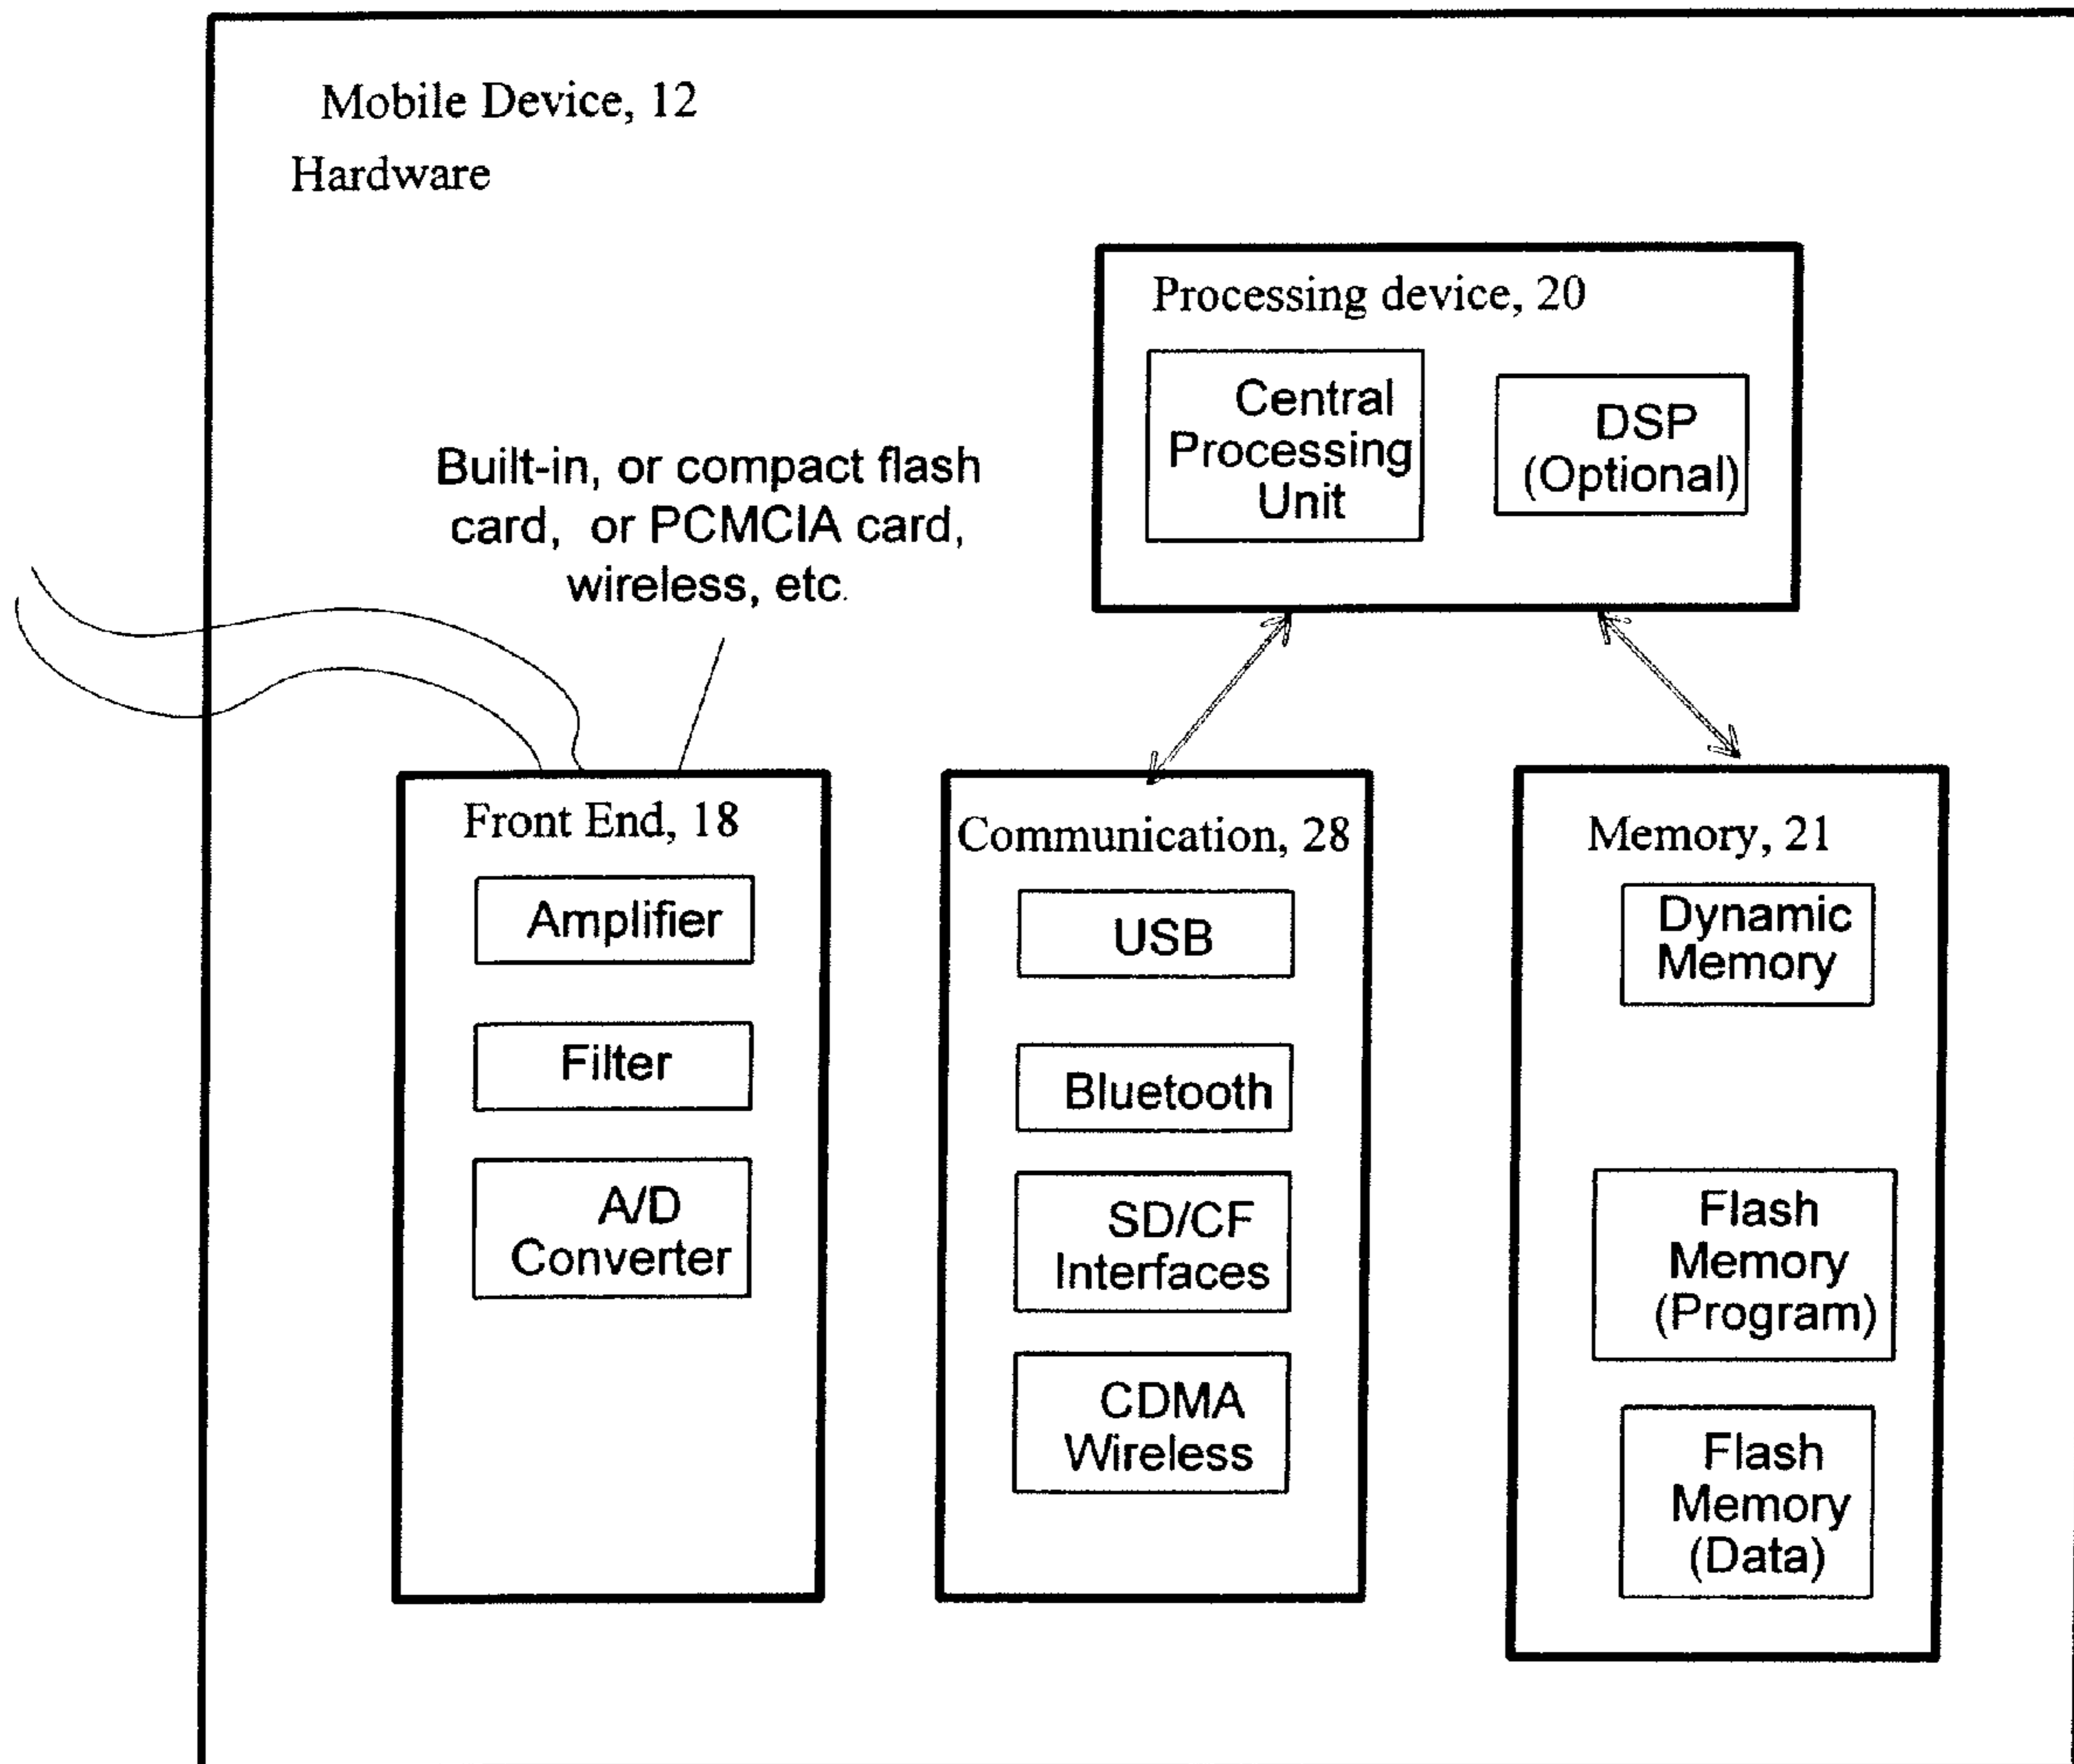 Mobile Device, 12
Hardware
Processing device, 20
Central
Processing
Unit
DSP
(Optional)
Built-in, or compact flash
card, or PCMCIA card,
wireless, etc.
Front End, 18
Amplifier
Filter
A/D
Converter
Communication, 28
USB
Bluetooth
SD/CF
Interfaces
CDMA
Wireless
Memory, 21
Dynamic
Memory
Flash
Memory
(Program)
Flash
Memory
(Data)